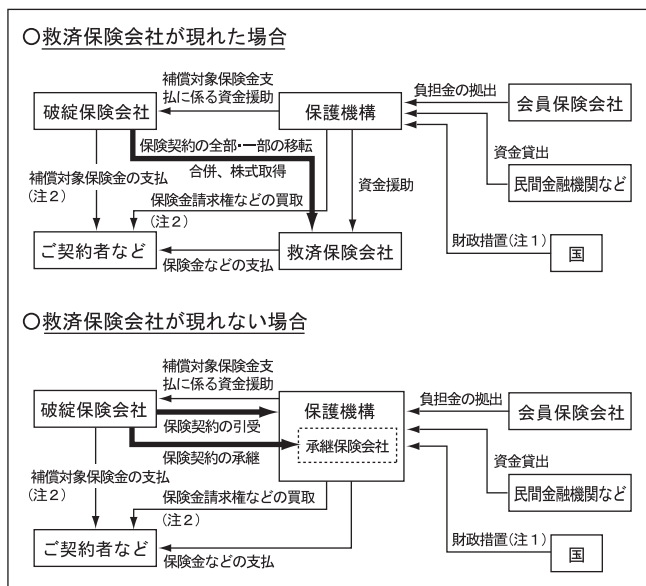 ○救済保険会社が現れた場合
補償対象保険金支
払に係る資金援助
負担金の拠出
破綻保険会社
保護機構
会員保険会社
保険契約の全部・一部の移転
合併、株式取得
資金貸出
補償対象保険金の支払
(注2)
保険金請求権などの買取
(注2)
資金援助
民間金融機関など
財政措置(注1)
ご契約者など
救済保険会社
国
保険金などの支払
○救済保険会社が現れない場合
補償対象保険金支
払に係る資金援助
負担金の拠出
破綻保険会社
保護機構
会員保険会社
保険契約の引受
承継保険会社
保険契約の承継
資金貸出
補償対象保険金の支払
(注2)
保険金請求権などの買取
(注2)
民間金融機関など
財政措置(注1)
ご契約者など
国
保険金などの支払